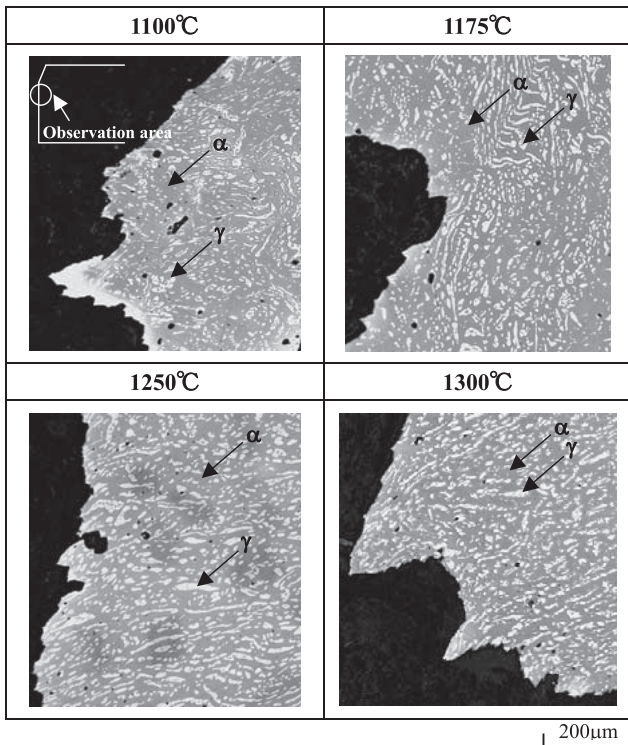 1100℃
1175℃
Observation area
α
γ
α
γ
1250℃
1300℃
α
γ
α
γ
200μm